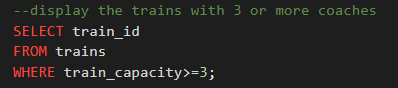 --display the trains with 3 or more coaches
SELECT train_id
FROM trains
WHERE train_capacity>=3;